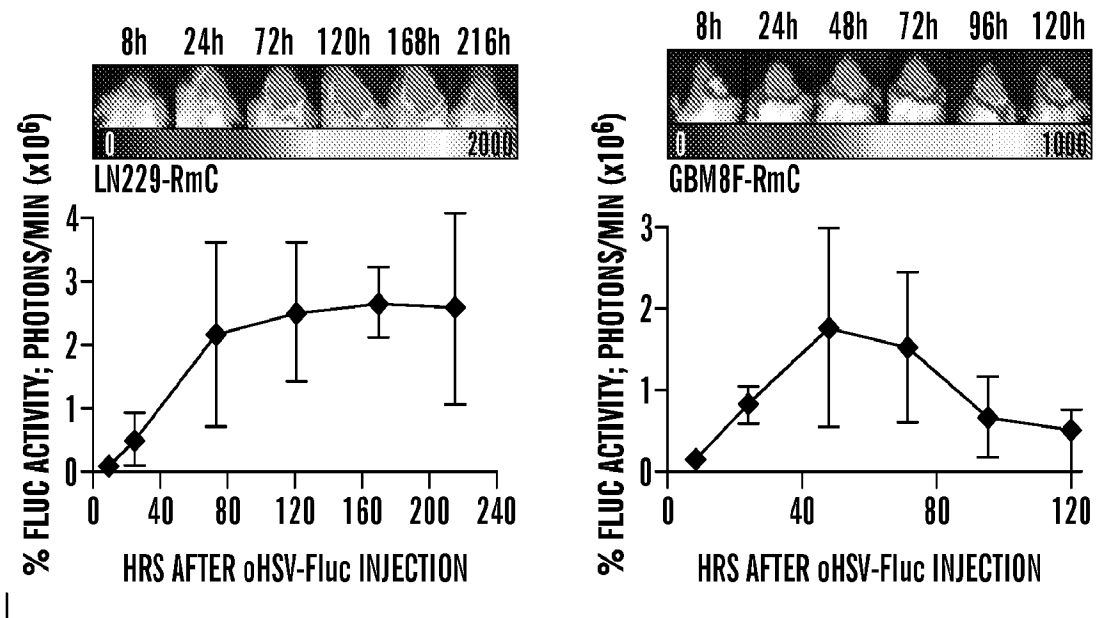 8h 24h 72h 120h 168h 216h
0 2000
LN229-RmC
% FLUC ACTIVITY; PHOTONS/MIN (x10⁶)
4
3
2
1
0
0 40 80 120 160 200 240
HRS AFTER oHSV-Fluc INJECTION
8h 24h 48h 72h 96h 120h
0 1000
GBM8F-RmC
% FLUC ACTIVITY; PHOTONS/MIN (x10⁶)
3
2
1
0
0 40 80 120
HRS AFTER oHSV-Fluc INJECTION